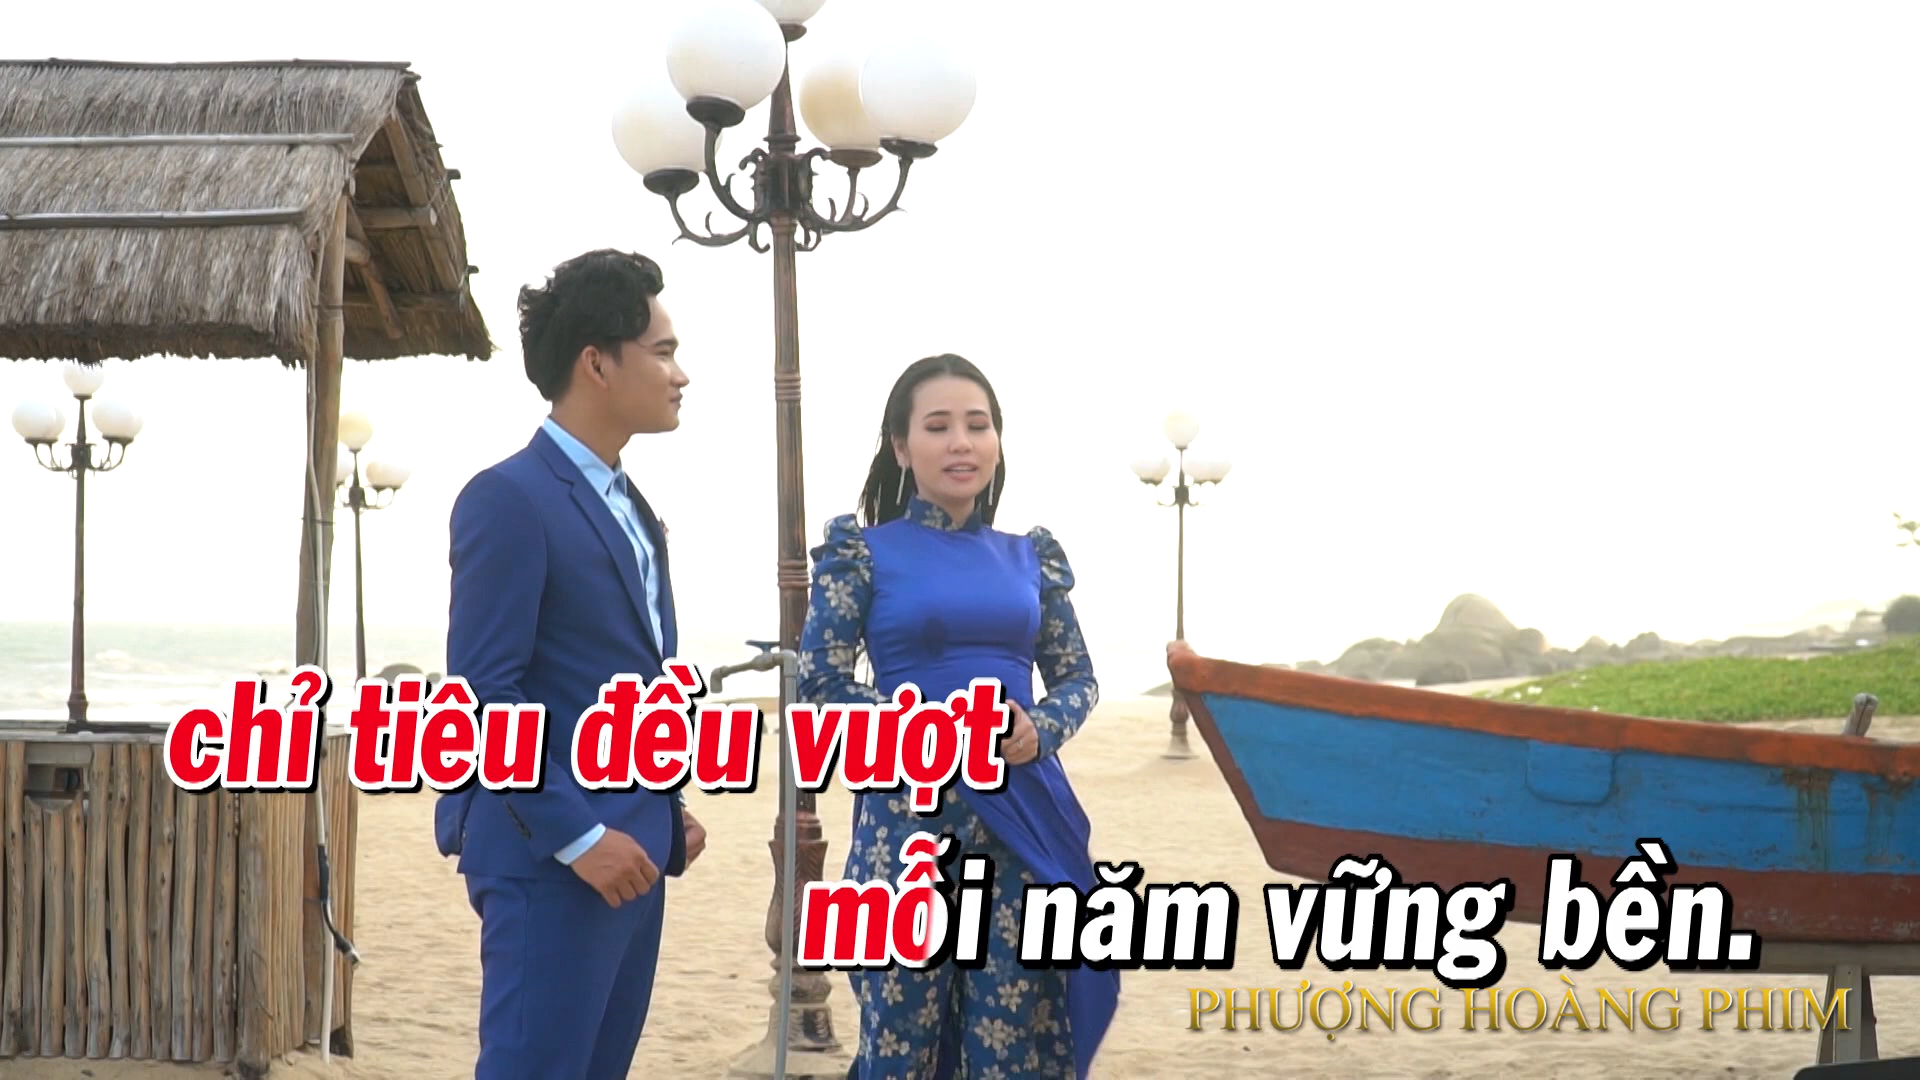 chỉ tiêu đều vượt
mỗi năm vững bền.
PHƯỢNG HOÀNG PHIM